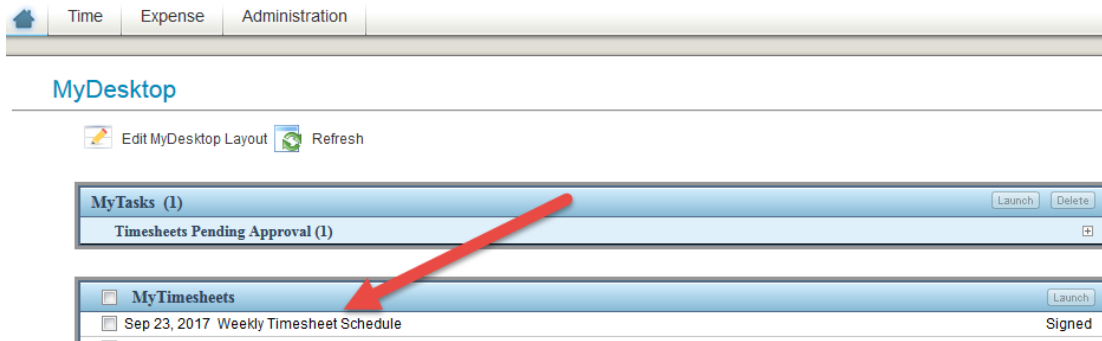 Time Expense Administration
MyDesktop
Edit MyDesktop Layout Refresh
MyTasks (1) Launch Delete
Timesheets Pending Approval (1)
MyTimesheets Launch
Sep 23, 2017 Weekly Timesheet Schedule Signed